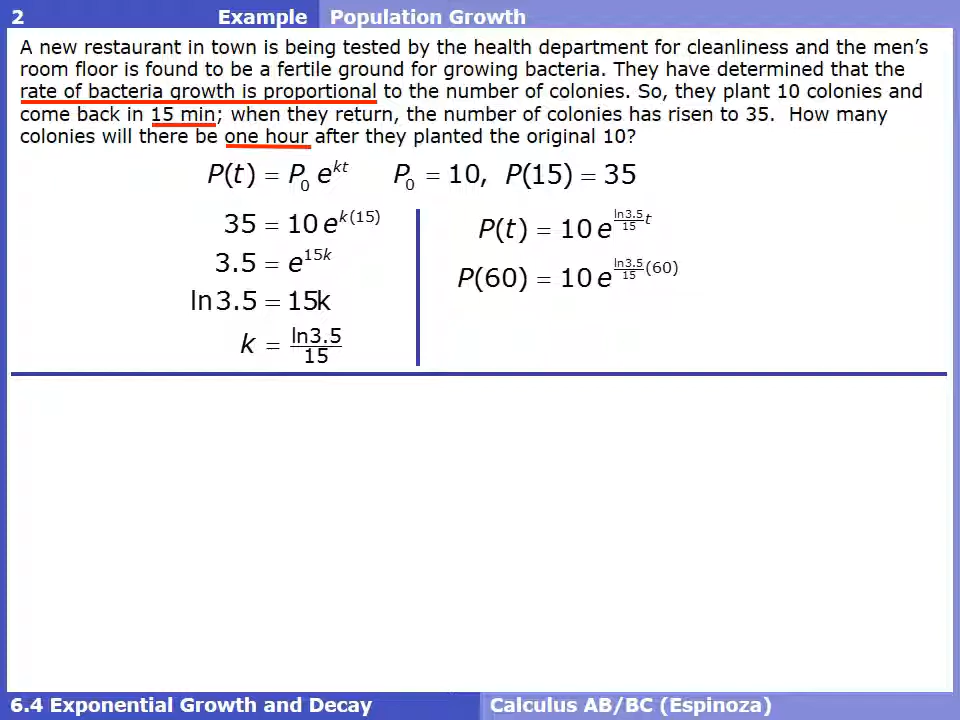 2 Example Population Growth
A new restaurant in town is being tested by the health department for cleanliness and the men's
room floor is found to be a fertile ground for growing bacteria. They have determined that the
rate of bacteria growth is proportional to the number of colonies. So, they plant 10 colonies and
come back in 15 min; when they return, the number of colonies has risen to 35. How many
colonies will there be one hour after they planted the original 10?
P(t) = P₀ e^{kt} P₀ = 10, P(15) = 35
35 = 10 e^{k(15)}
3.5 = e^{15k}
ln 3.5 = 15k
k = \frac{ln3.5}{15}
P(t) = 10 e^{\frac{ln3.5}{15}t}
P(60) = 10 e^{\frac{ln3.5}{15}(60)}
6.4 Exponential Growth and Decay Calculus AB/BC (Espinoza)